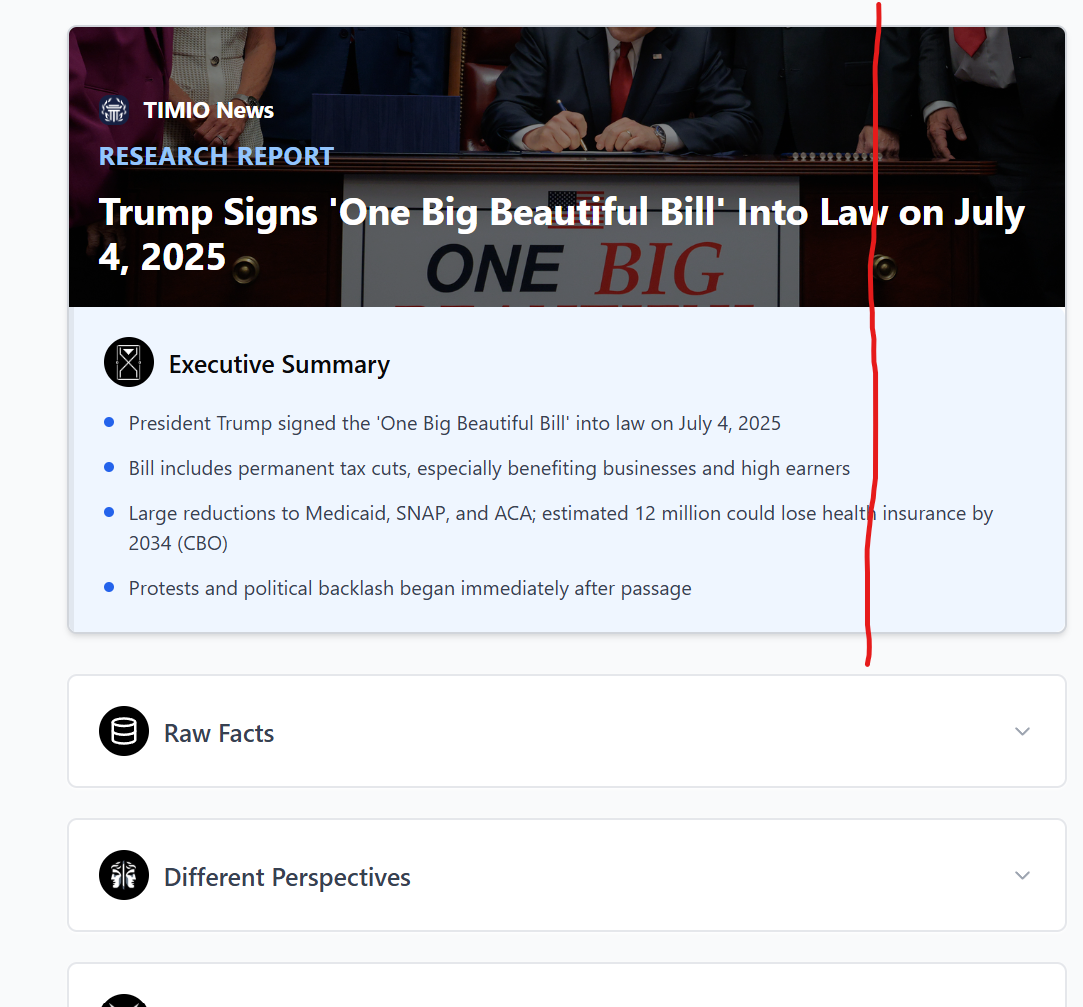 TIMIO News
RESEARCH REPORT
Trump Signs 'One Big Beautiful Bill' Into Law on July
4, 2025
ONE BIG
Executive Summary
President Trump signed the 'One Big Beautiful Bill' into law on July 4, 2025
Bill includes permanent tax cuts, especially benefiting businesses and high earners
Large reductions to Medicaid, SNAP, and ACA; estimated 12 million could lose health insurance by
2034 (CBO)
Protests and political backlash began immediately after passage
Raw Facts
Different Perspectives